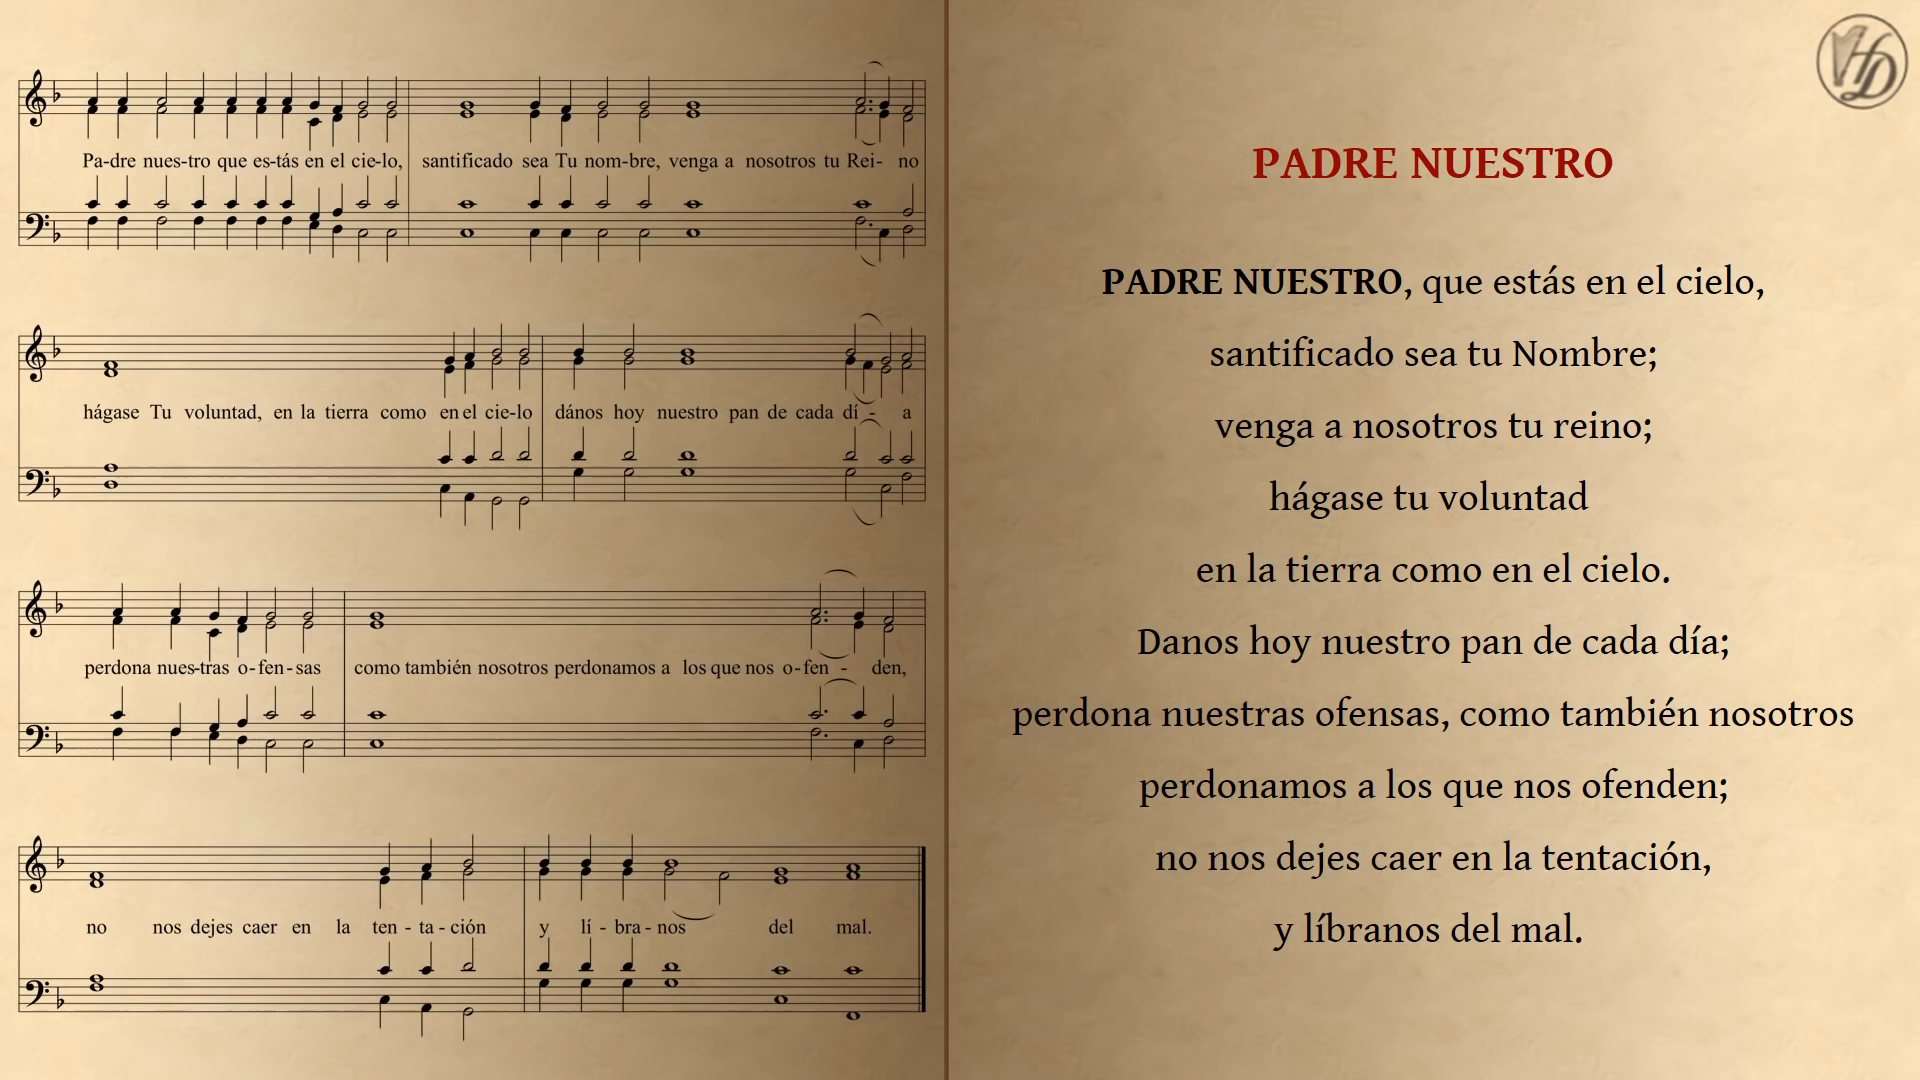 Pa-dre nues-tro que es-tás en el cie-lo, santificado sea Tu nom-bre, venga a nosotros tu Rei- no
hágase Tu voluntad, en la tierra como en el cie-lo dános hoy nuestro pan de cada dí - a
perdona nues-tras o-fen-sas como también nosotros perdonamos a los que nos o-fen - den,
no nos dejes caer en la ten - ta - ción y lí - bra - nos del mal.
HD
PADRE NUESTRO
PADRE NUESTRO, que estás en el cielo,
santificado sea tu Nombre;
venga a nosotros tu reino;
hágase tu voluntad
en la tierra como en el cielo.
Danos hoy nuestro pan de cada día;
perdona nuestras ofensas, como también nosotros
perdonamos a los que nos ofenden;
no nos dejes caer en la tentación,
y líbranos del mal.